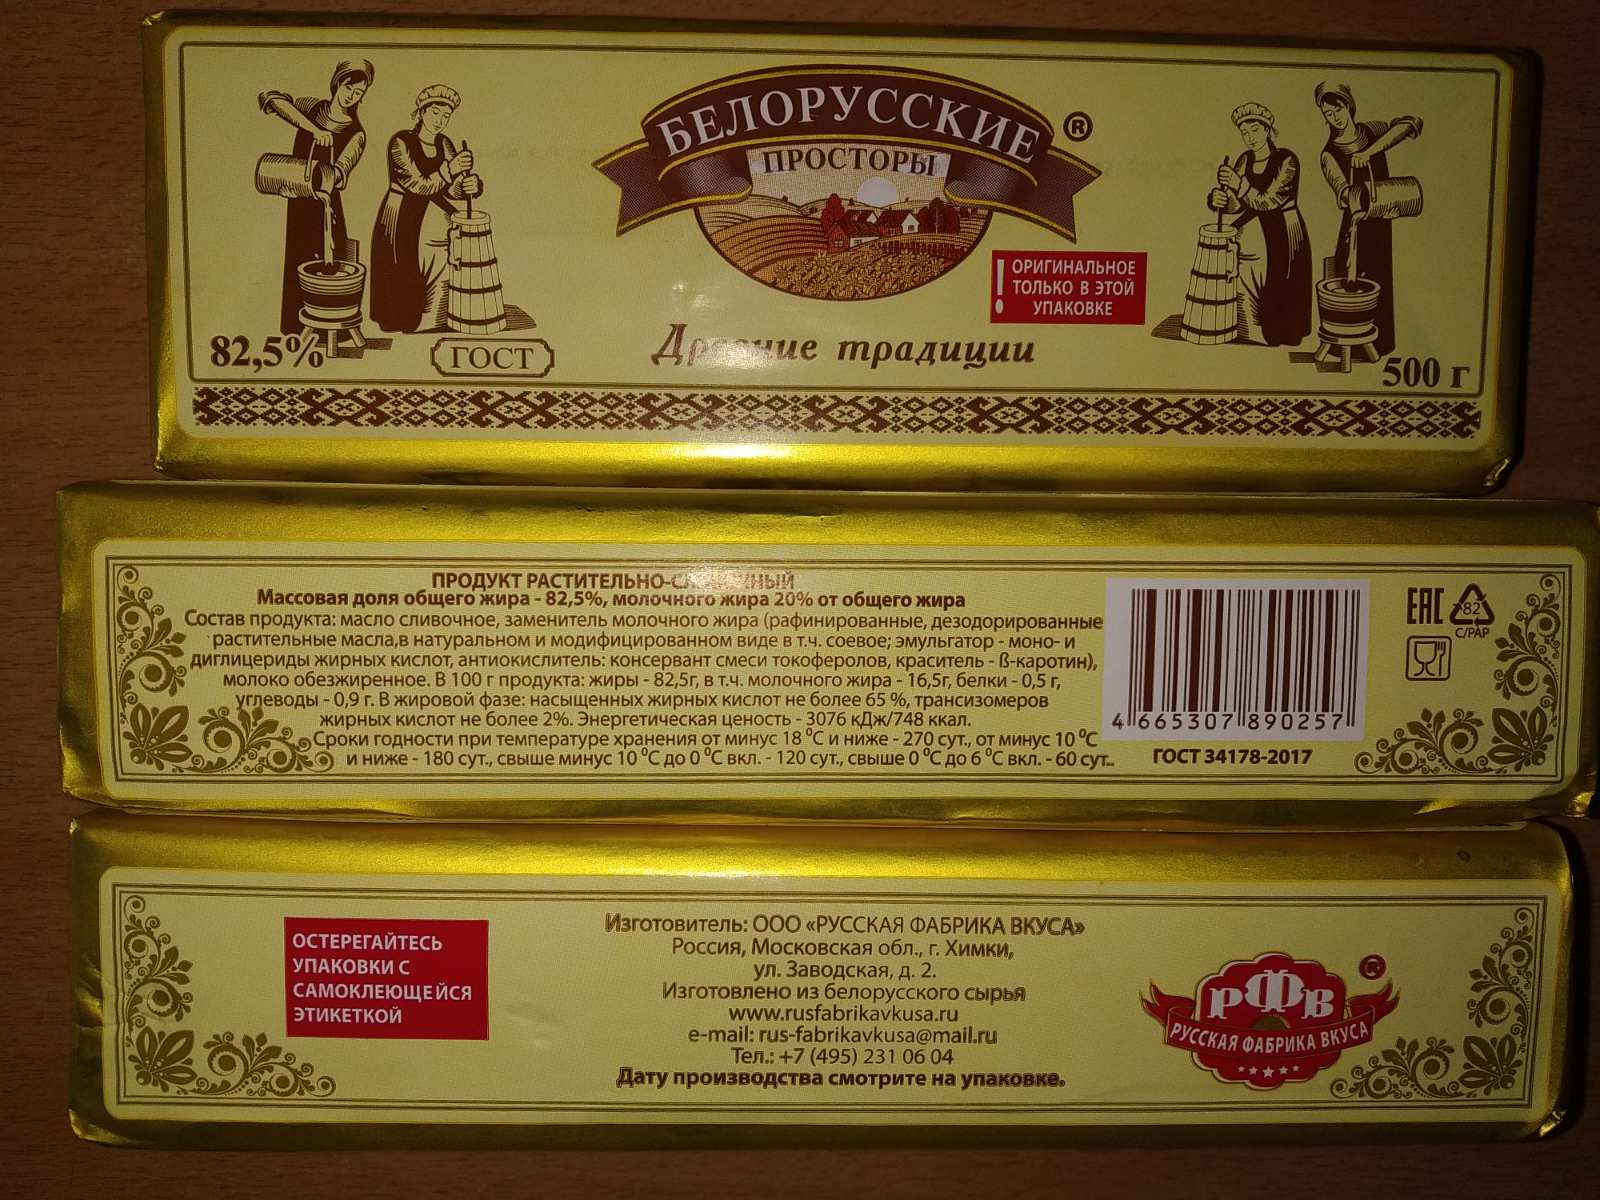 БЕЛОРУССКИЕ ®
ПРОСТОРЫ
! ОРИГИНАЛЬНОЕ
ТОЛЬКО В ЭТОЙ
УПАКОВКЕ
традиции
82,5%
ГОСТ
500 г
ПРОДУКТ РАСТИТЕЛЬНО-
Массовая доля общего жира - 82,5%, молочного жира 20% от общего жира
Состав продукта: масло сливочное, заменитель молочного жира (рафинированные, дезодорированные
растительные масла,в натуральном и модифицированном виде в т.ч. соевое; эмульгатор - моно- и
диглицериды жирных кислот, антиокислитель: консервант смеси токоферолов, краситель - ß-каротин),
молоко обезжиренное. В 100 г продукта: жиры - 82,5г, в т.ч. молочного жира - 16,5г, белки - 0,5 г,
углеводы - 0,9 г. В жировой фазе: насыщенных жирных кислот не более 65 %, трансизомеров
жирных кислот не более 2%. Энергетическая ценость - 3076 кДж/748 ккал.
Сроки годности при температуре хранения от минус 18 ⁰С и ниже - 270 сут., от минус 10 ⁰С
и ниже - 180 сут., свыше минус 10 ⁰С до 0 ⁰С вкл. - 120 сут., свыше 0 ⁰С до 6 ⁰С вкл. - 60 сут..
4 665307 890257
ГОСТ 34178-2017
EAC
82
C/PAP
ОСТЕРЕГАЙТЕСЬ
УПАКОВКИ С
САМОКЛЕЮЩЕЙСЯ
ЭТИКЕТКОЙ
Изготовитель: ООО «РУССКАЯ ФАБРИКА ВКУСА»
Россия, Московская обл., г. Химки,
ул. Заводская, д. 2.
Изготовлено из белорусского сырья
www.rusfabrikavkusa.ru
e-mail: rus-fabrikavkusa@mail.ru
Тел.: +7 (495) 231 06 04
Дату производства смотрите на упаковке.
РФВ ®
РУССКАЯ ФАБРИКА ВКУСА